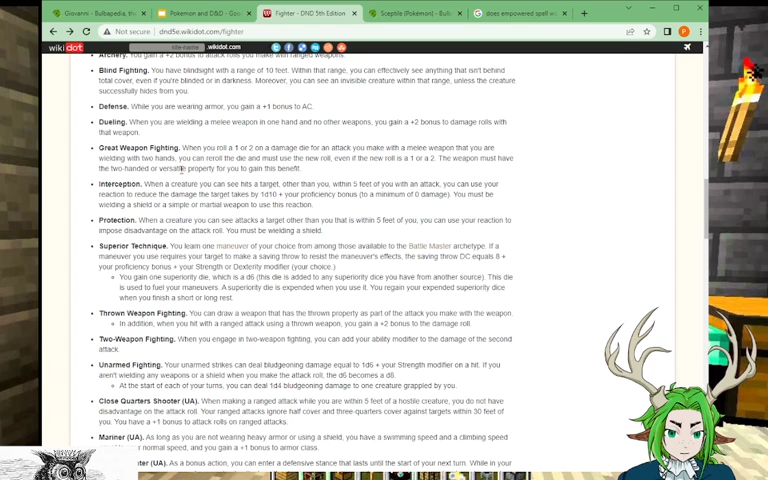 Giovanni - Bulbapedia, th
Pokemon and D&D - Goo
Fighter - DND 5th Edition
Sceptile (Pokémon) - Bul
does empowered spell w
Not secure
dnd5e.wikidot.com/fighter
wikidot
site-name
.wikidot.com
Archery. You gain a +2 bonus to attack rolls you make with ranged weapons.
Blind Fighting. You have blindsight with a range of 10 feet. Within that range, you can effectively see anything that isn't behind
total cover, even if you're blinded or in darkness. Moreover, you can see an invisible creature within that range, unless the creature
successfully hides from you.
Defense. While you are wearing armor, you gain a +1 bonus to AC.
Dueling. When you are wielding a melee weapon in one hand and no other weapons, you gain a +2 bonus to damage rolls with
that weapon.
Great Weapon Fighting. When you roll a 1 or 2 on a damage die for an attack you make with a melee weapon that you are
wielding with two hands, you can reroll the die and must use the new roll, even if the new roll is a 1 or a 2. The weapon must have
the two-handed or versatile property for you to gain this benefit.
Interception. When a creature you can see hits a target, other than you, within 5 feet of you with an attack, you can use your
reaction to reduce the damage the target takes by 1d10 + your proficiency bonus (to a minimum of 0 damage). You must be
wielding a shield or a simple or martial weapon to use this reaction.
Protection. When a creature you can see attacks a target other than you that is within 5 feet of you, you can use your reaction to
impose disadvantage on the attack roll. You must be wielding a shield.
Superior Technique. You learn one maneuver of your choice from among those available to the Battle Master archetype. If a
maneuver you use requires your target to make a saving throw to resist the maneuver's effects, the saving throw DC equals 8 +
your proficiency bonus + your Strength or Dexterity modifier (your choice.)
You gain one superiority die, which is a d6 (this die is added to any superiority dice you have from another source). This die
is used to fuel your maneuvers. A superiority die is expended when you use it. You regain your expended superiority dice
when you finish a short or long rest.
Thrown Weapon Fighting. You can draw a weapon that has the thrown property as part of the attack you make with the weapon.
In addition, when you hit with a ranged attack using a thrown weapon, you gain a +2 bonus to the damage roll.
Two-Weapon Fighting. When you engage in two-weapon fighting, you can add your ability modifier to the damage of the second
attack.
Unarmed Fighting. Your unarmed strikes can deal bludgeoning damage equal to 1d6 + your Strength modifier on a hit. If you
aren't wielding any weapons or a shield when you make the attack roll, the d6 becomes a d8.
At the start of each of your turns, you can deal 1d4 bludgeoning damage to one creature grappled by you.
Close Quarters Shooter (UA). When making a ranged attack while you are within 5 feet of a hostile creature, you do not have
disadvantage on the attack roll. Your ranged attacks ignore half cover and three-quarters cover against targets within 30 feet of
you. You have a +1 bonus to attack rolls on ranged attacks.
Mariner (UA). As long as you are not wearing heavy armor or using a shield, you have a swimming speed and a climbing speed
normal speed, and you gain a +1 bonus to armor class.
(UA). As a bonus action, you can enter a defensive stance that lasts until the start of your next turn. While in your